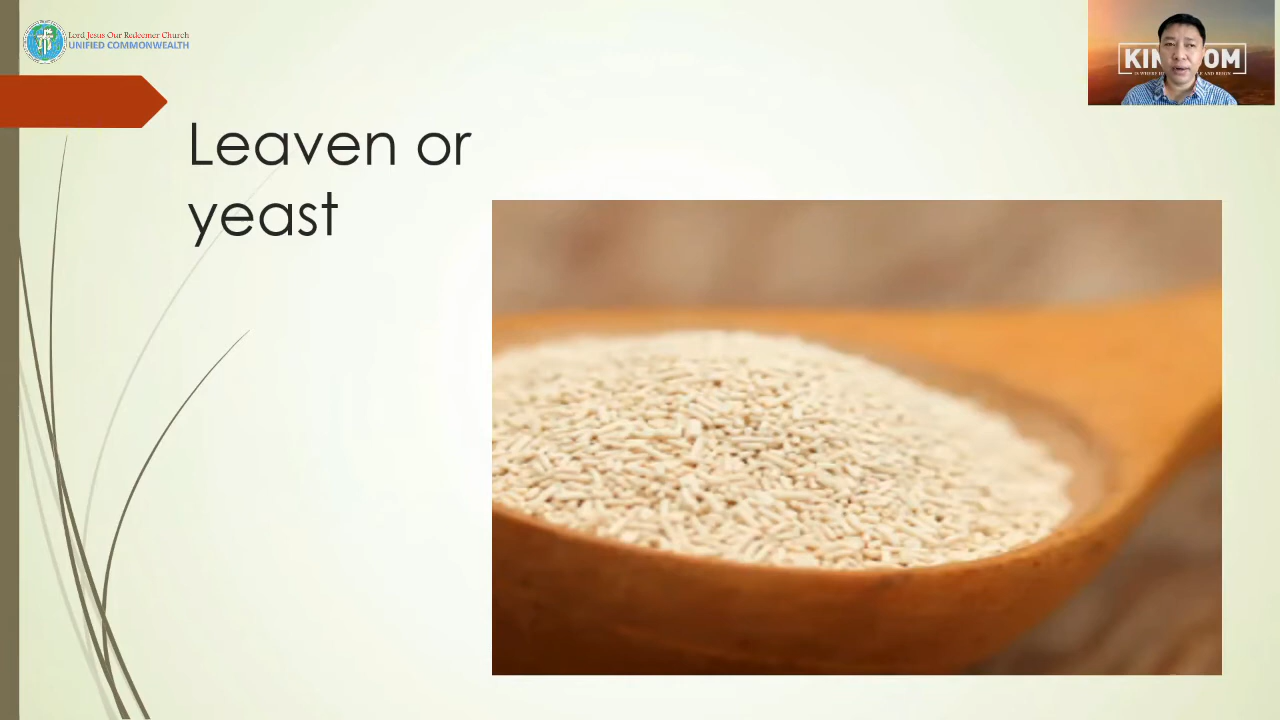 Lord Jesus Our Redeemer Church
UNIFIED COMMONWEALTH
Leaven or
yeast